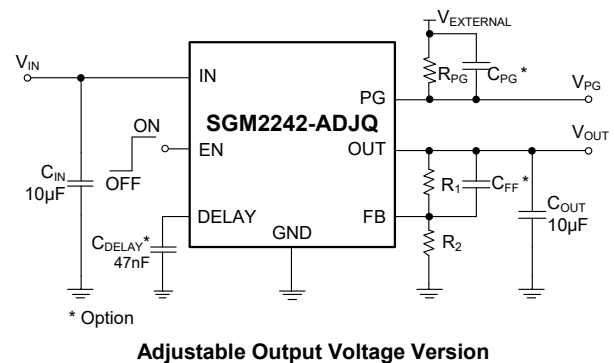 VEXTERNAL
VIN
IN
RPG
CPG*
PG
VPG
SGM2242-ADJQ
ON
OFF
EN
OUT
VOUT
CIN
10μF
R1
CFF*
COUT
10μF
DELAY
FB
CDELAY*
47nF
GND
R2
* Option
Adjustable Output Voltage Version